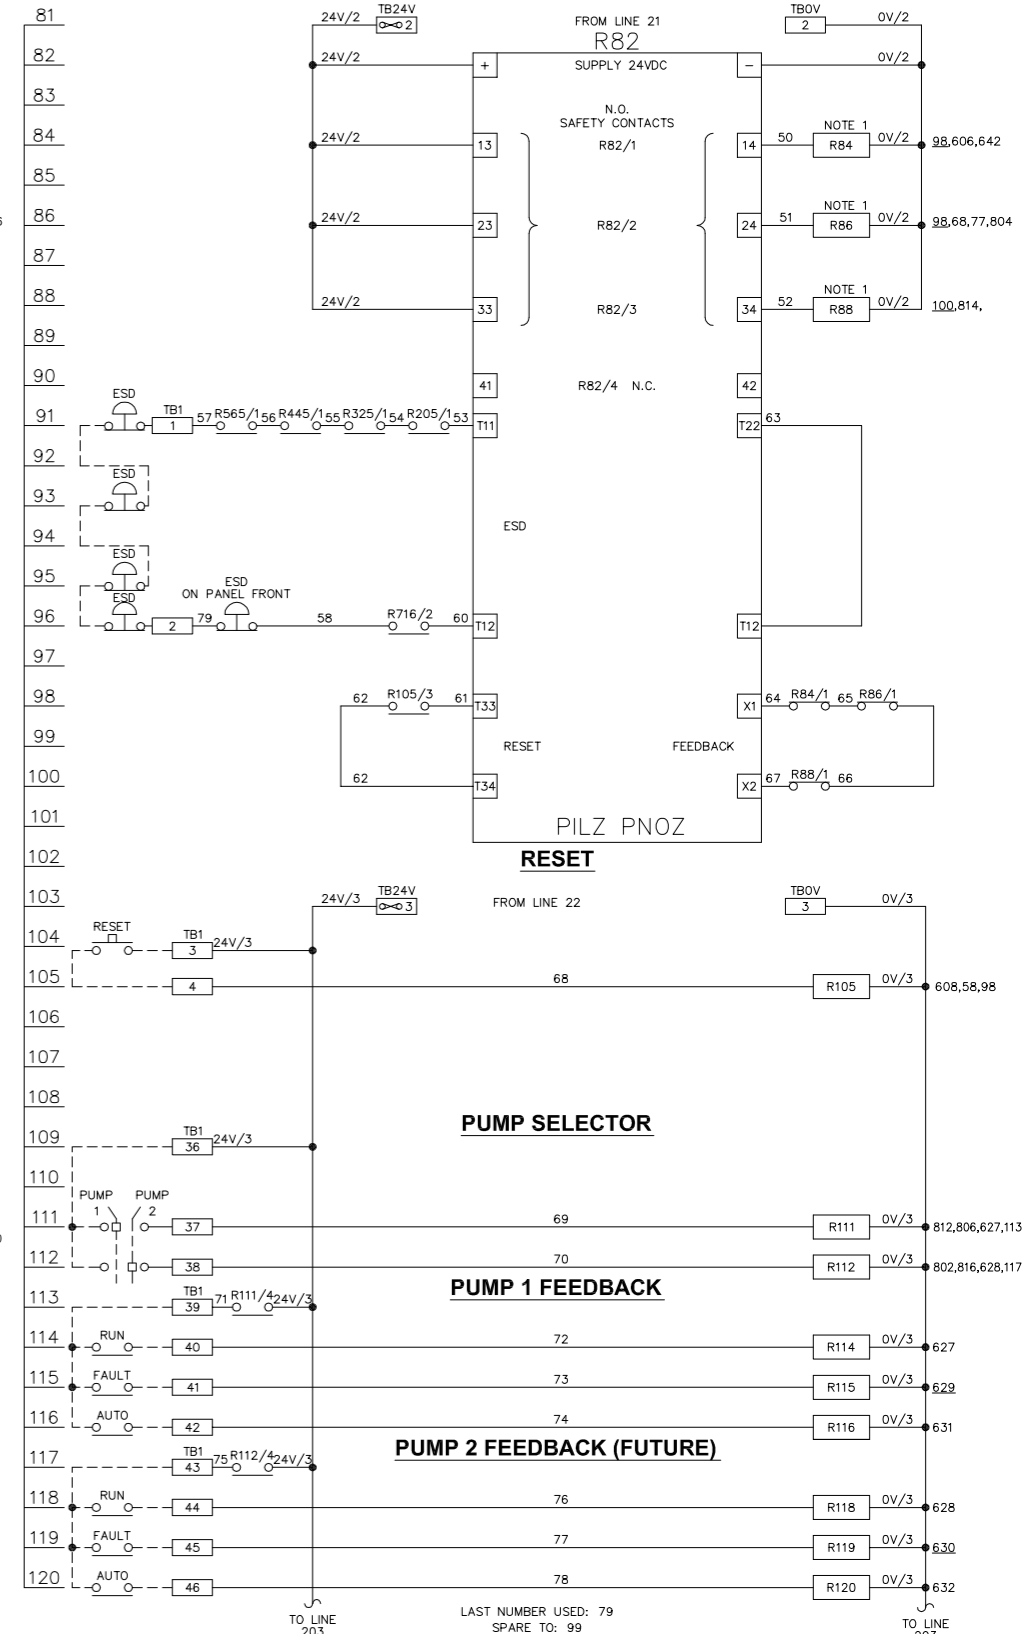 81 24V/2 TB24V 2 FROM LINE 21 TB0V 2 0V/2
R82
82 24V/2 + SUPPLY 24VDC − 0V/2
83
N.O.
SAFETY CONTACTS
NOTE 1
84 24V/2 13 R82/1 14 50 R84 0V/2 98,606,642
85
NOTE 1
86 24V/2 23 R82/2 24 51 R86 0V/2 98,68,77,804
87
NOTE 1
88 24V/2 33 R82/3 34 52 R88 0V/2 100,814,
89
90 41 R82/4 N.C. 42
ESD
91 TB1 1 57 R565/1 56 R445/1 55 R325/1 54 R205/1 53 T11 T22 63
92
ESD
93
ESD
94
ESD
95
ESD
ESD
ON PANEL FRONT
96 2 79 58 R716/2 60 T12 T12
97
98 62 R105/3 61 T33 X1 64 R84/1 65 R86/1
99 RESET FEEDBACK
100 62 T34 X2 67 R88/1 66
101
PILZ PNOZ
102
RESET
103 24V/3 TB24V 3 FROM LINE 22 TB0V 3 0V/3
RESET
104 TB1 3 24V/3
105 4 68 R105 0V/3 608,58,98
106
107
108
PUMP SELECTOR
109 TB1 36 24V/3
110
PUMP 1 PUMP 2
111 37 69 R111 0V/3 812,806,627,113
112 38 70 R112 0V/3 802,816,628,117
PUMP 1 FEEDBACK
113 TB1 39 71 R111/4 24V/3
114 RUN 40 72 R114 0V/3 627
115 FAULT 41 73 R115 0V/3 629
116 AUTO 42 74 R116 0V/3 631
PUMP 2 FEEDBACK (FUTURE)
117 TB1 43 75 R112/4 24V/3
118 RUN 44 76 R118 0V/3 628
119 FAULT 45 77 R119 0V/3 630
120 AUTO 46 78 R120 0V/3 632
TO LINE
203
LAST NUMBER USED: 79
SPARE TO: 99
TO LINE
203